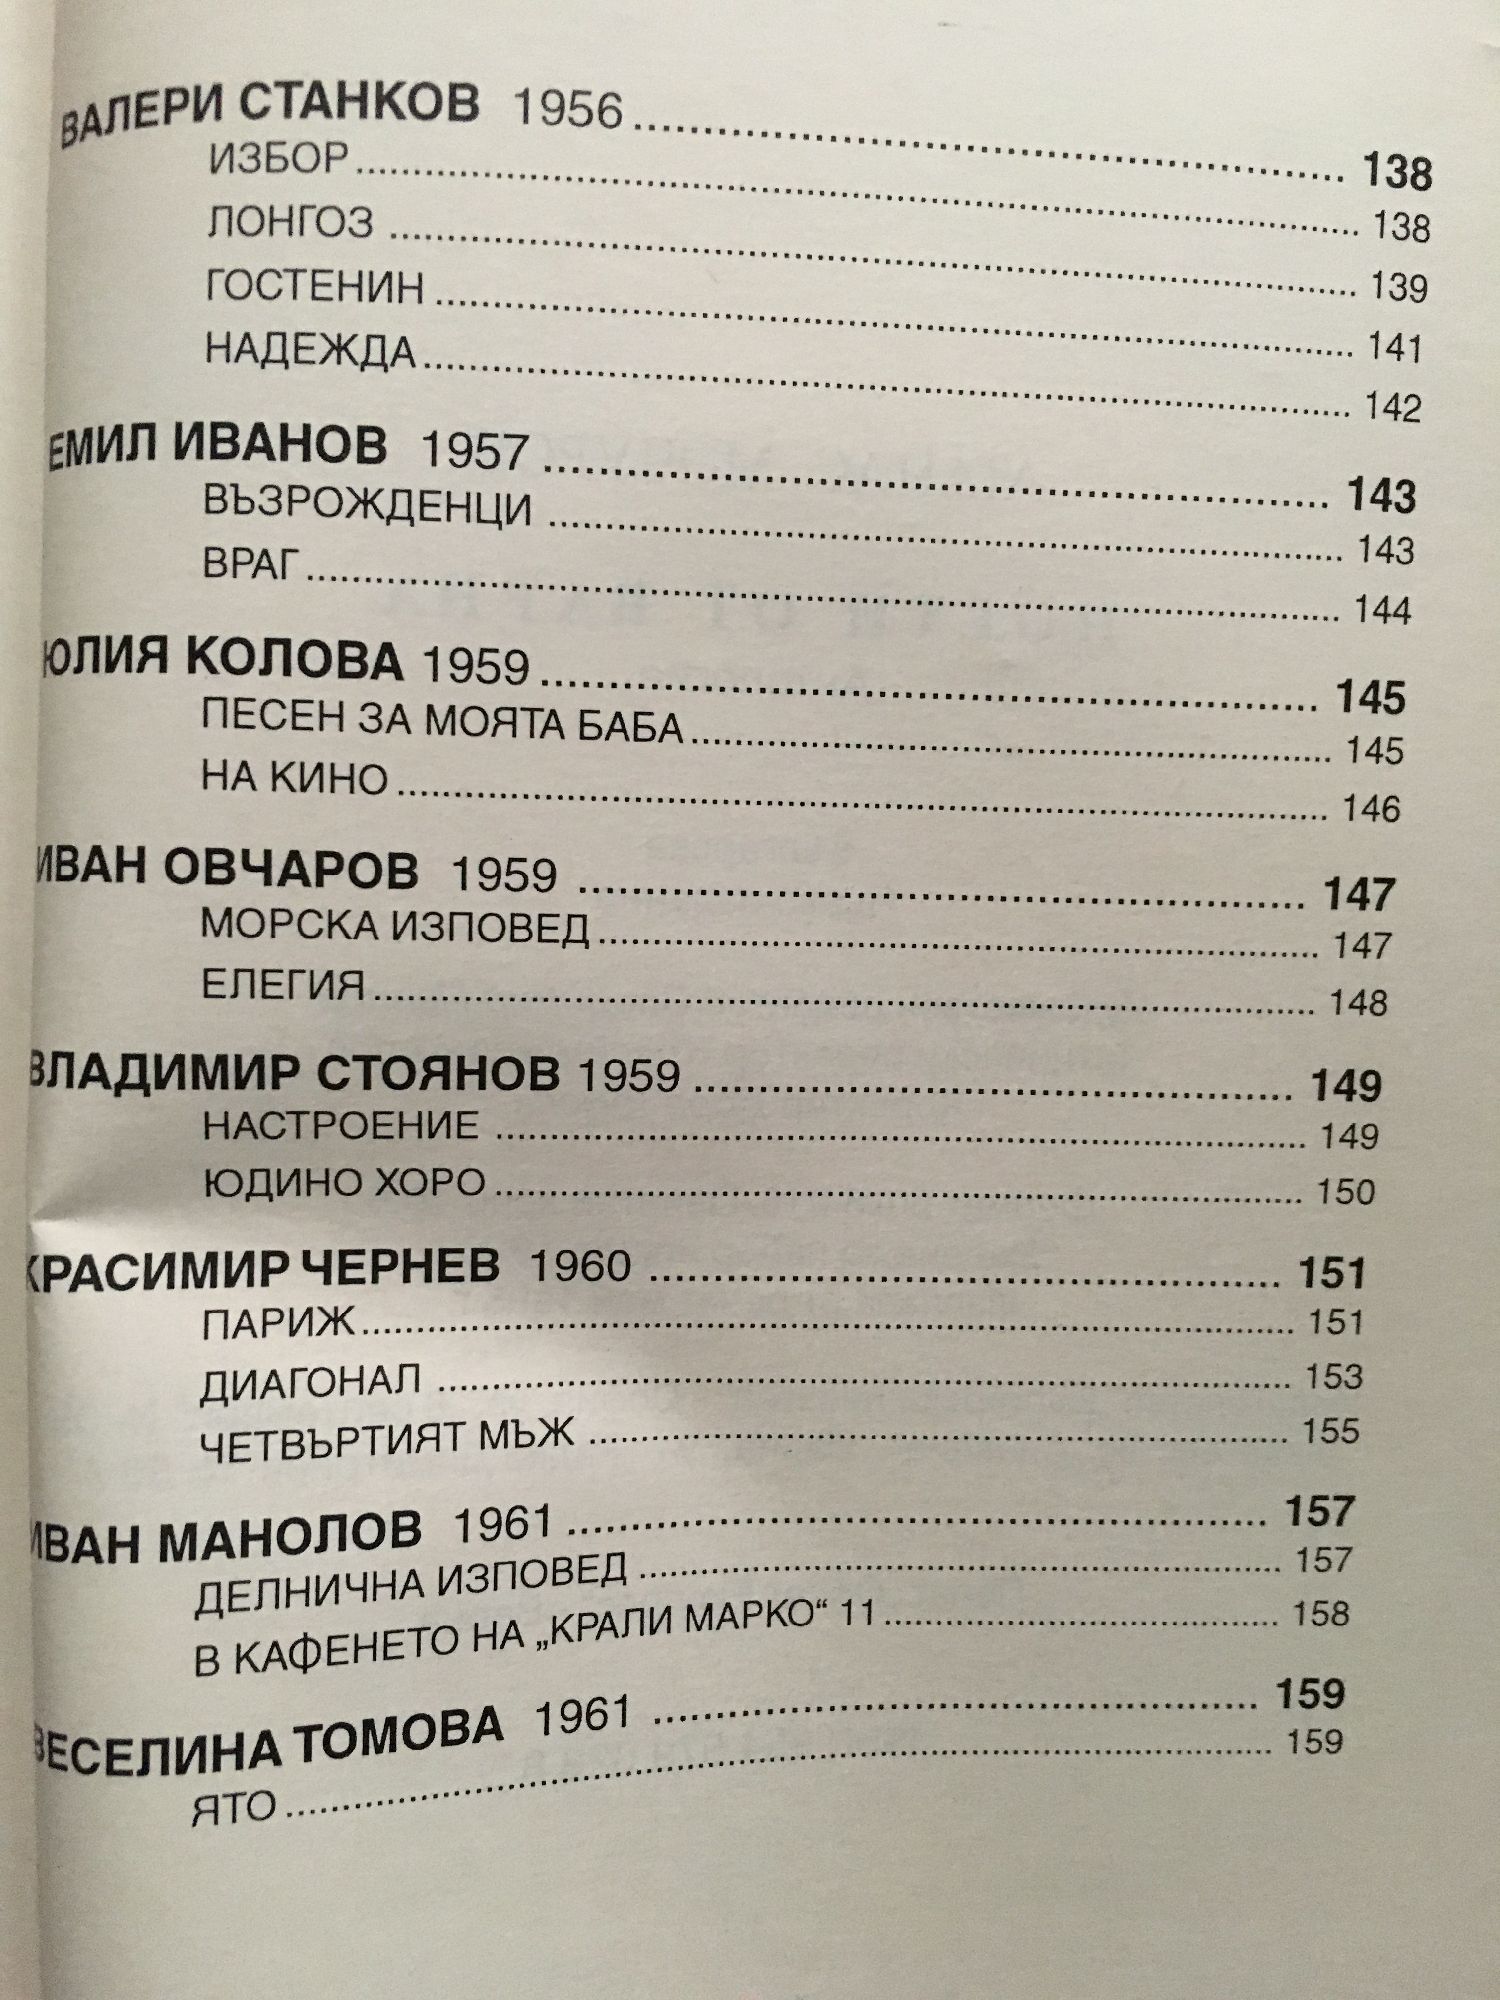 ВАЛЕРИ СТАНКОВ 1956 ........ 138
ИЗБОР ........ 138
ЛОНГОЗ ........ 139
ГОСТЕНИН ........ 141
НАДЕЖДА ........ 142
ЕМИЛ ИВАНОВ 1957 ........ 143
ВЪЗРОЖДЕНЦИ ........ 143
ВРАГ ........ 144
ЮЛИЯ КОЛОВА 1959 ........ 145
ПЕСЕН ЗА МОЯТА БАБА ........ 145
НА КИНО ........ 146
ИВАН ОВЧАРОВ 1959 ........ 147
МОРСКА ИЗПОВЕД ........ 147
ЕЛЕГИЯ ........ 148
ВЛАДИМИР СТОЯНОВ 1959 ........ 149
НАСТРОЕНИЕ ........ 149
ЮДИНО ХОРО ........ 150
КРАСИМИР ЧЕРНЕВ 1960 ........ 151
ПАРИЖ ........ 151
ДИАГОНАЛ ........ 153
ЧЕТВЪРТИЯТ МЪЖ ........ 155
ИВАН МАНОЛОВ 1961 ........ 157
ДЕЛНИЧНА ИЗПОВЕД ........ 157
В КАФЕНЕТО НА „КРАЛИ МАРКО“ 11 ........ 158
ВЕСЕЛИНА ТОМОВА 1961 ........ 159
ЯТО ........ 159